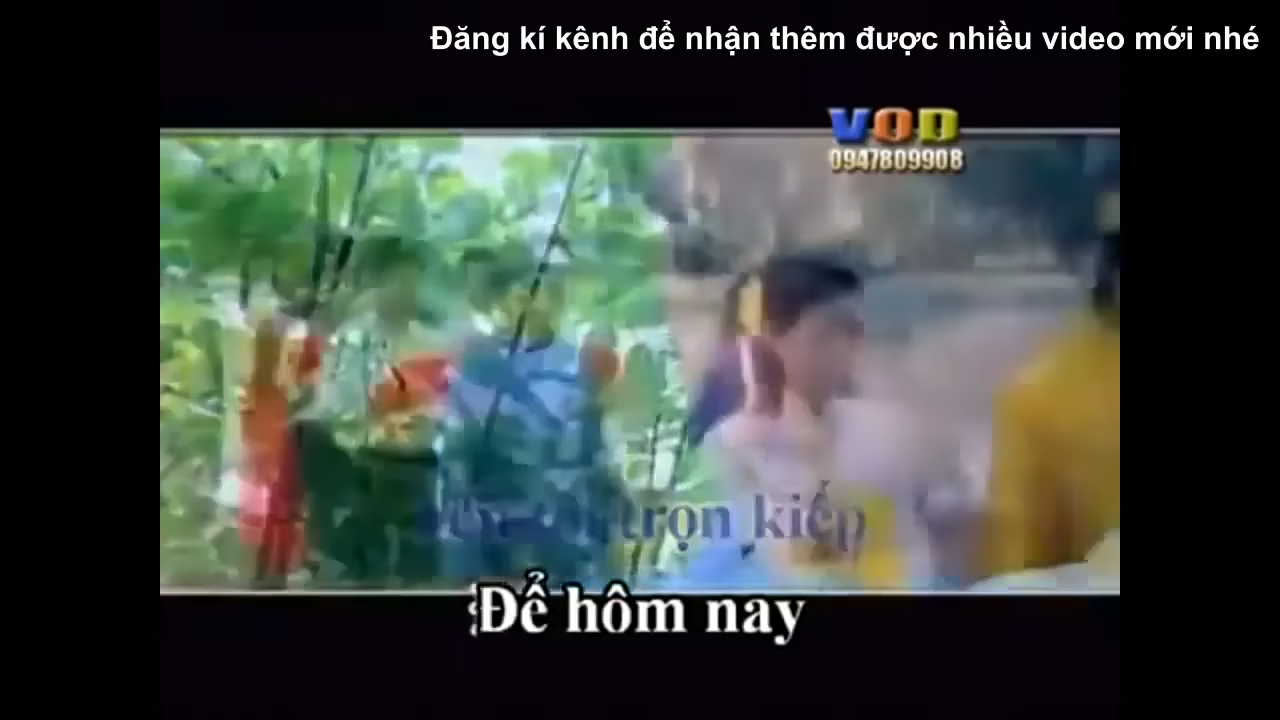 Đăng kí kênh để nhận thêm được nhiều video mới nhé
VOD
0947809908
trọn kiếp
Để hôm nay